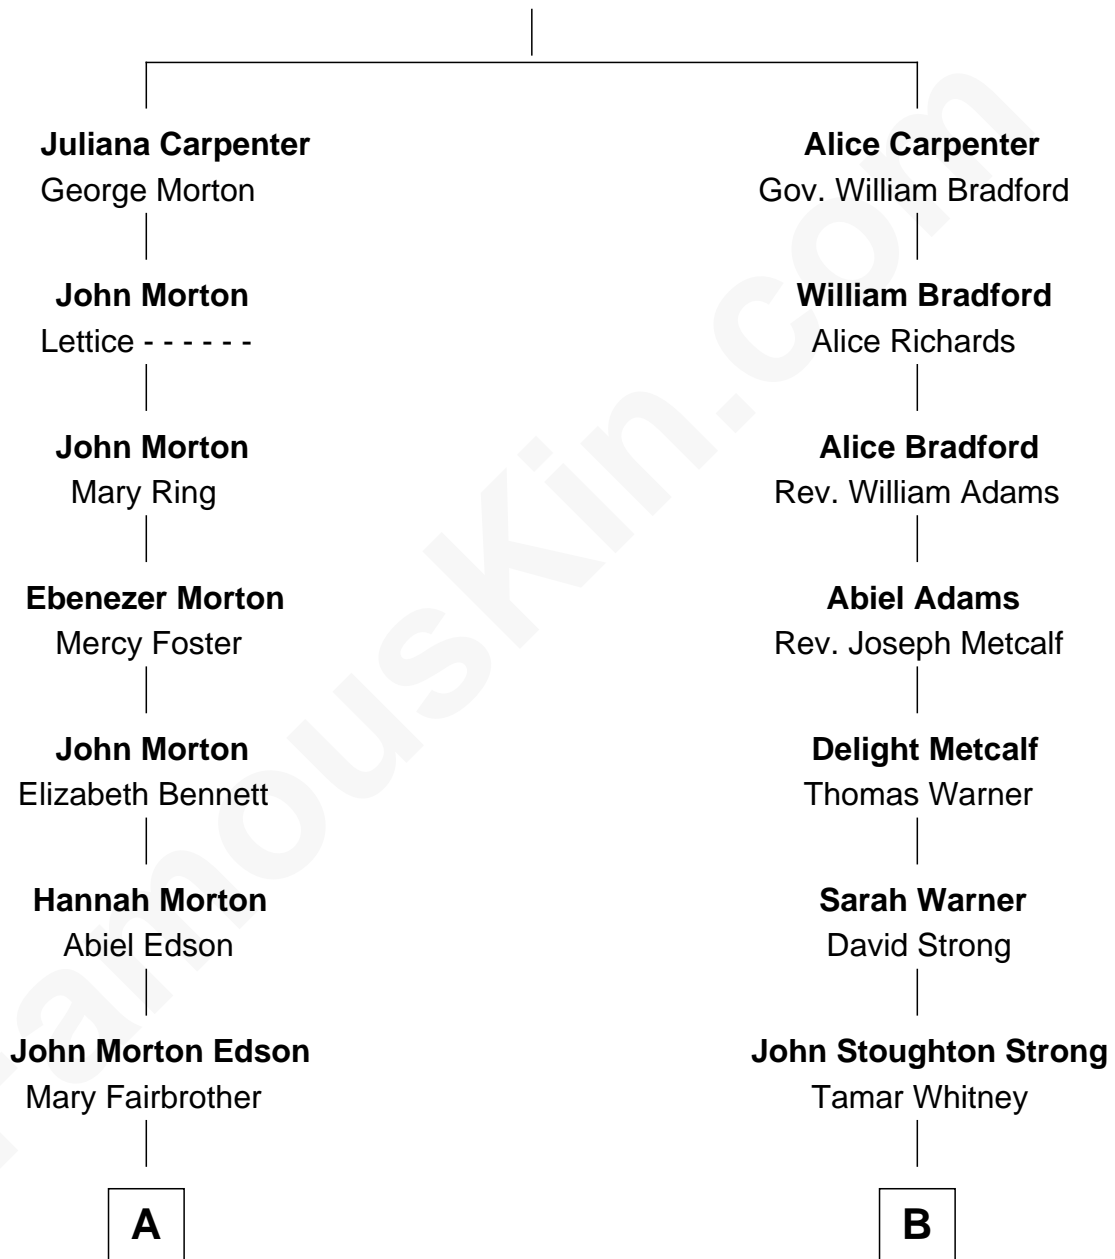 Juliana Carpenter
George Morton
John Morton
Lettice - - - - - -
John Morton
Mary Ring
Ebenezer Morton
Mercy Foster
John Morton
Elizabeth Bennett
Hannah Morton
Abiel Edson
John Morton Edson
Mary Fairbrother
A
Alice Carpenter
Gov. William Bradford
William Bradford
Alice Richards
Alice Bradford
Rev. William Adams
Abiel Adams
Rev. Joseph Metcalf
Delight Metcalf
Thomas Warner
Sarah Warner
David Strong
John Stoughton Strong
Tamar Whitney
B
FamousKin.com